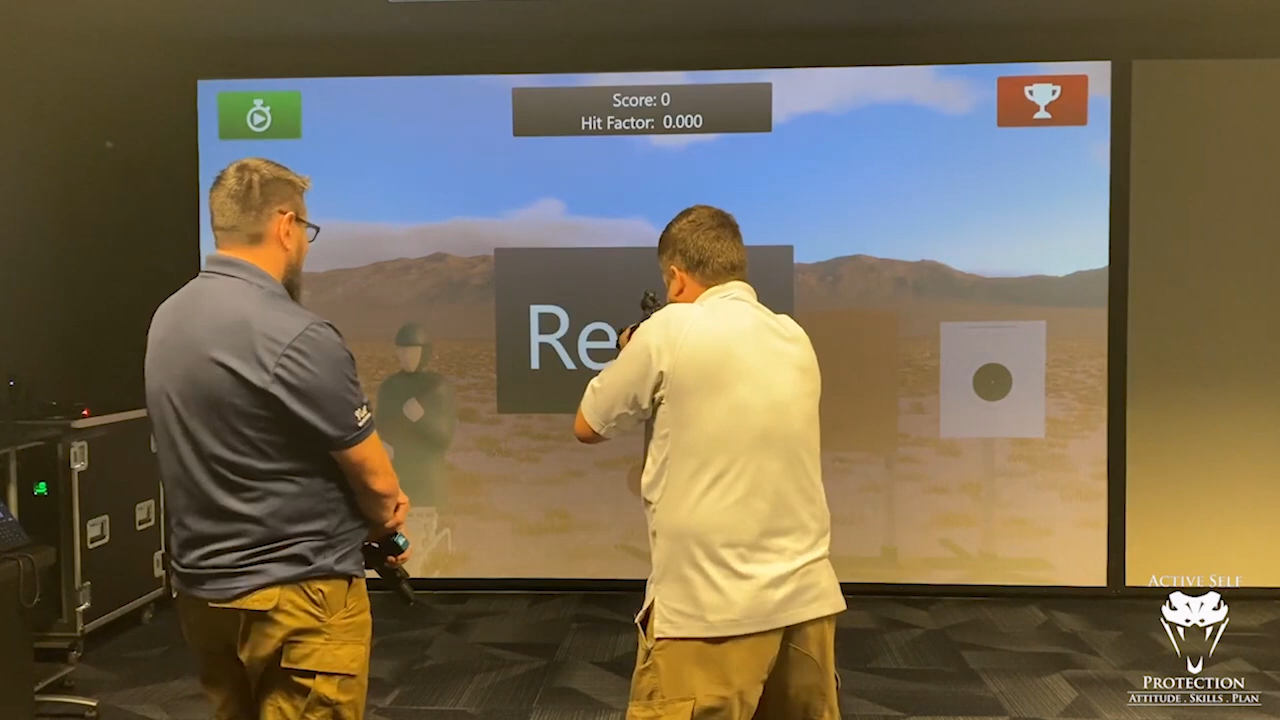 Score: 0
Hit Factor: 0.000
Re
ACTIVE SELF
PROTECTION
ATTITUDE . SKILLS . PLAN